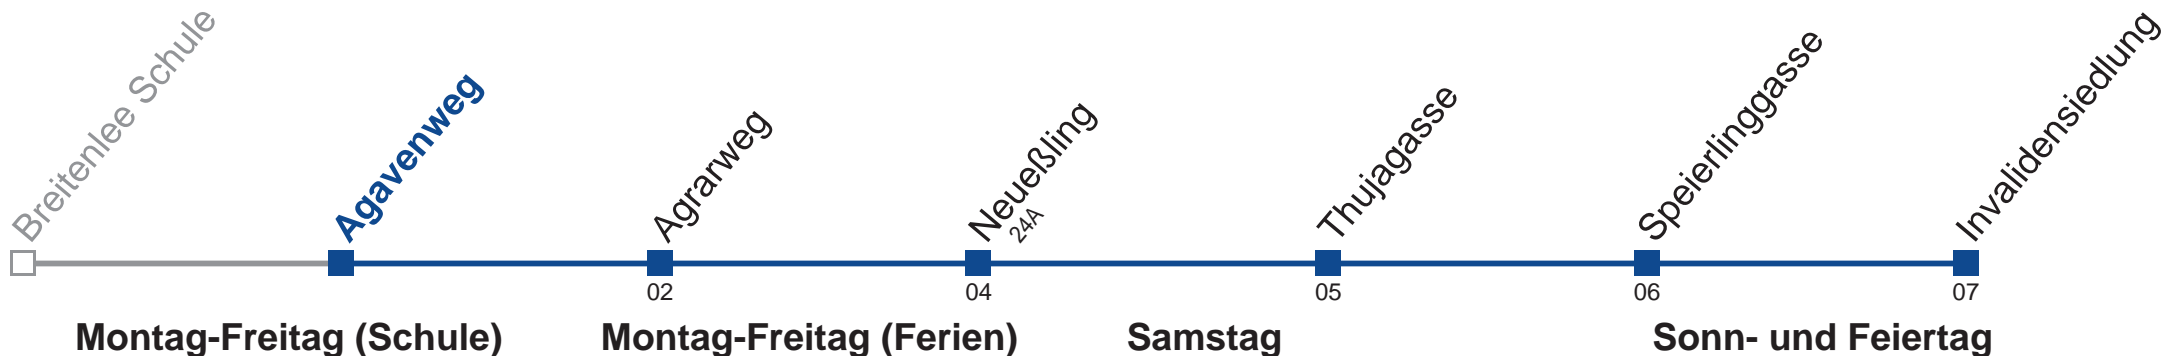 Breitenlee Schule
Agavenweg
Agrarweg
Neueßling
24A
Thujagasse
Speierlinggasse
Invalidensiedlung
02 04 05 06 07
Montag-Freitag (Schule) Montag-Freitag (Ferien) Samstag Sonn- und Feiertag